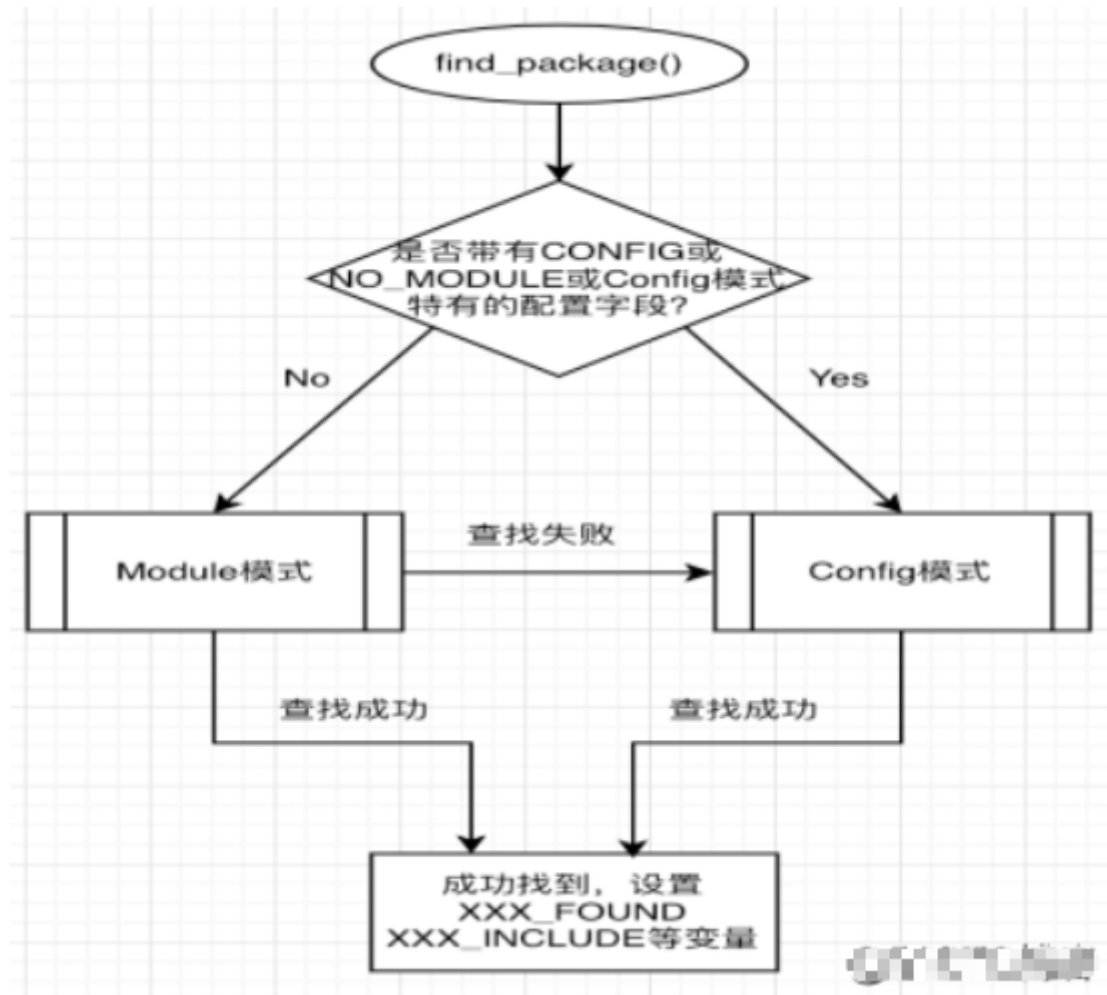 find_package()
是否带有CONFIG或
NO_MODULE或Config模式
特有的配置字段?
No
Yes
Module模式
查找失败
Config模式
查找成功
查找成功
成功找到，设置
XXX_FOUND
XXX_INCLUDE等变量